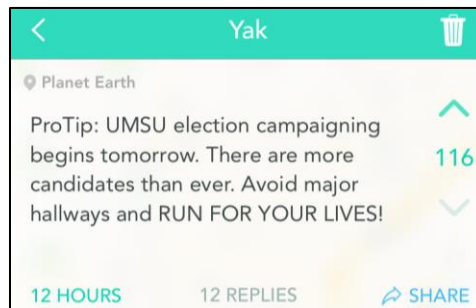 Yak
Planet Earth
ProTip: UMSU election campaigning
begins tomorrow. There are more
candidates than ever. Avoid major
hallways and RUN FOR YOUR LIVES!
116
12 HOURS 12 REPLIES SHARE